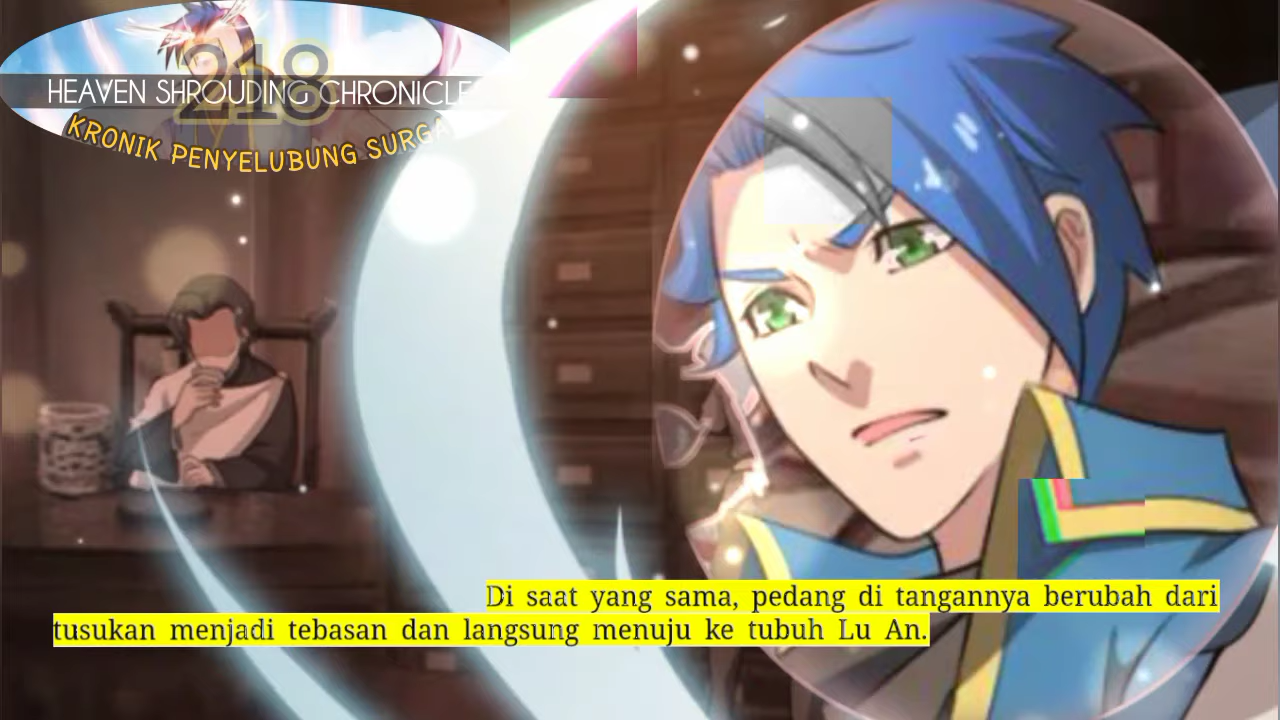 218
HEAVEN SHROUDING CHRONICLE
KRONIK PENYELUBUNG SURGA
Di saat yang sama, pedang di tangannya berubah dari
tusukan menjadi tebasan dan langsung menuju ke tubuh Lu An.